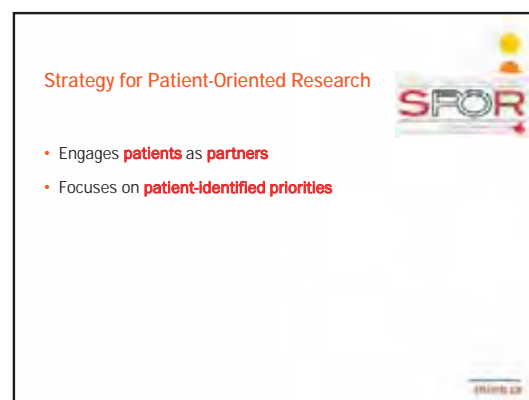 Strategy for Patient-Oriented Research
SPOR
• Engages patients as partners
• Focuses on patient-identified priorities